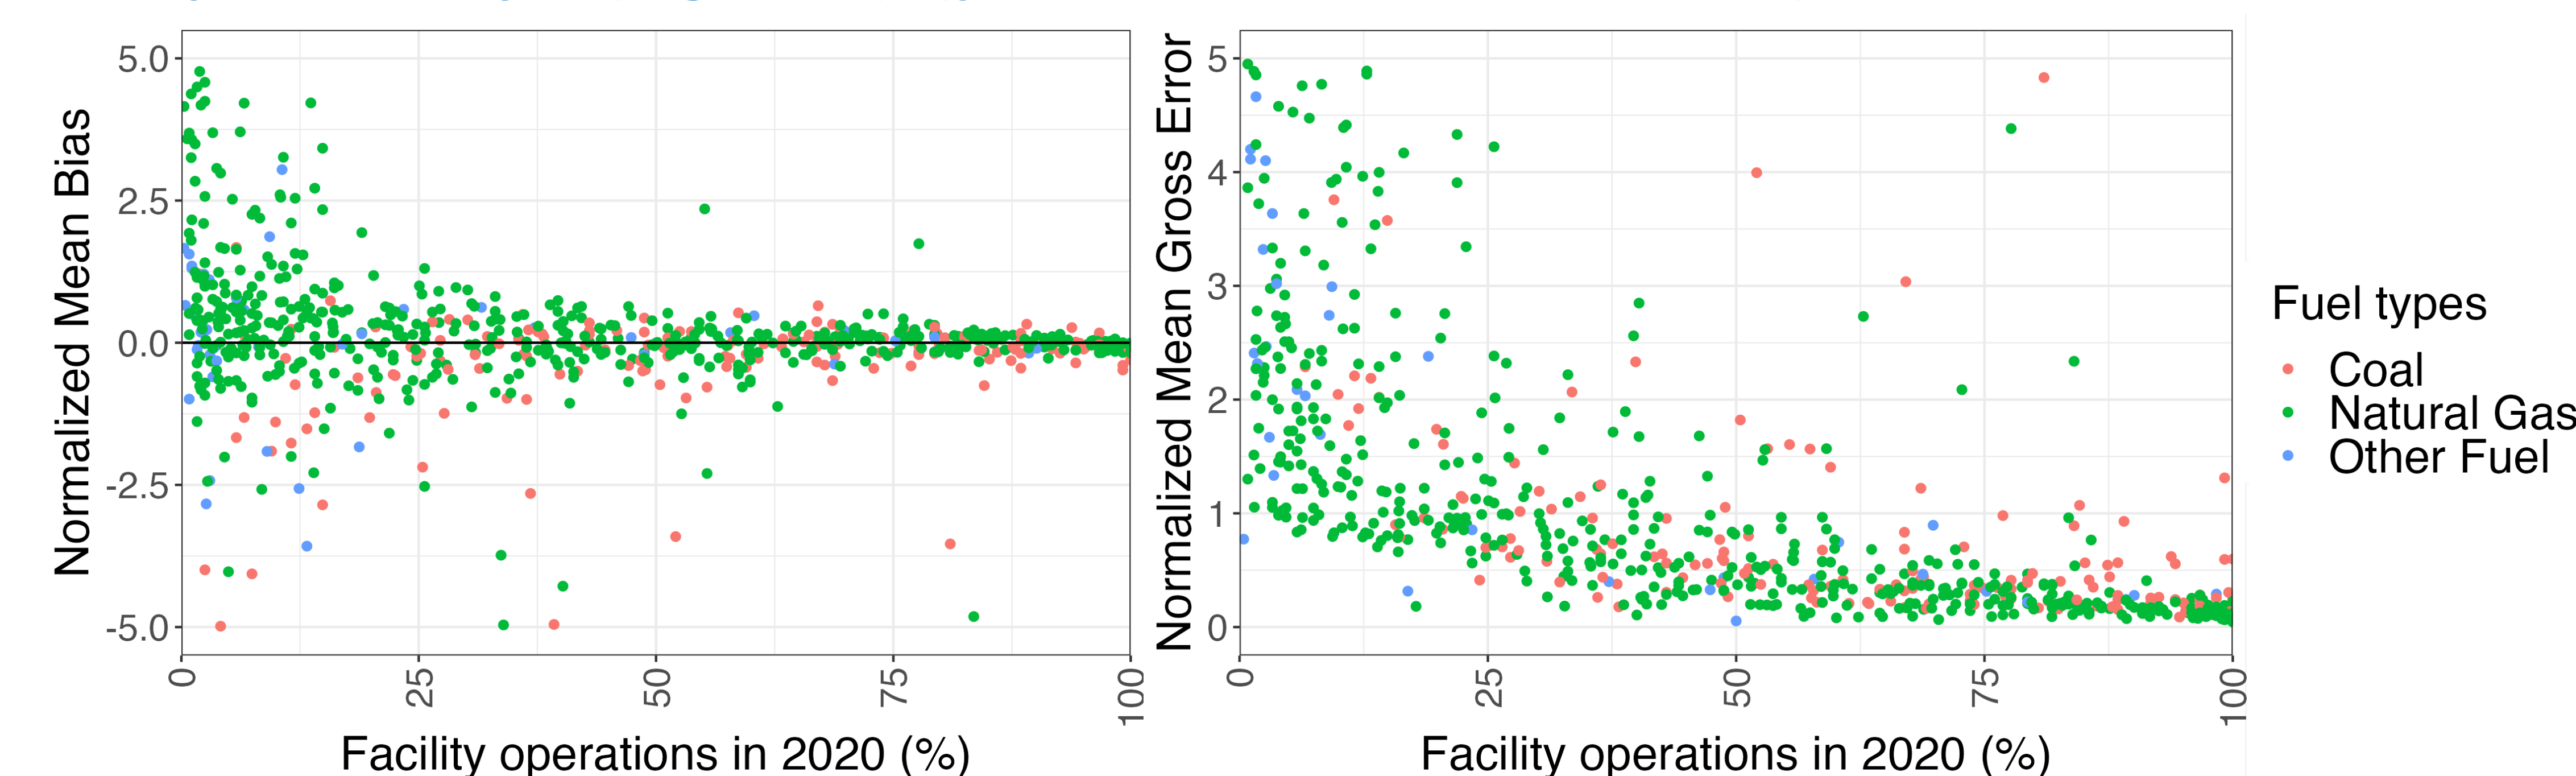 Normalized Mean Bias
5.0
2.5
0.0
-2.5
-5.0
0
25
50
75
100
Facility operations in 2020 (%)
Normalized Mean Gross Error
5
4
3
2
1
0
0
25
50
75
100
Facility operations in 2020 (%)
Fuel types
Coal
Natural Gas
Other Fuel